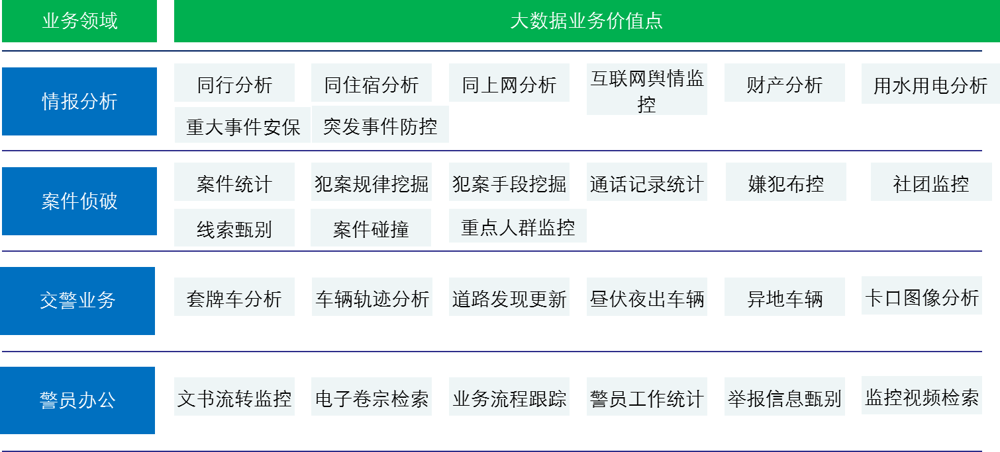 业务领域
大数据业务价值点
情报分析
同行分析
同住宿分析
同上网分析
互联网舆情监
控
财产分析
用水用电分析
重大事件安保
突发事件防控
案件侦破
案件统计
犯案规律挖掘
犯案手段挖掘
通话记录统计
嫌犯布控
社团监控
线索甄别
案件碰撞
重点人群监控
交警业务
套牌车分析
车辆轨迹分析
道路发现更新
昼伏夜出车辆
异地车辆
卡口图像分析
警员办公
文书流转监控
电子卷宗检索
业务流程跟踪
警员工作统计
举报信息甄别
监控视频检索